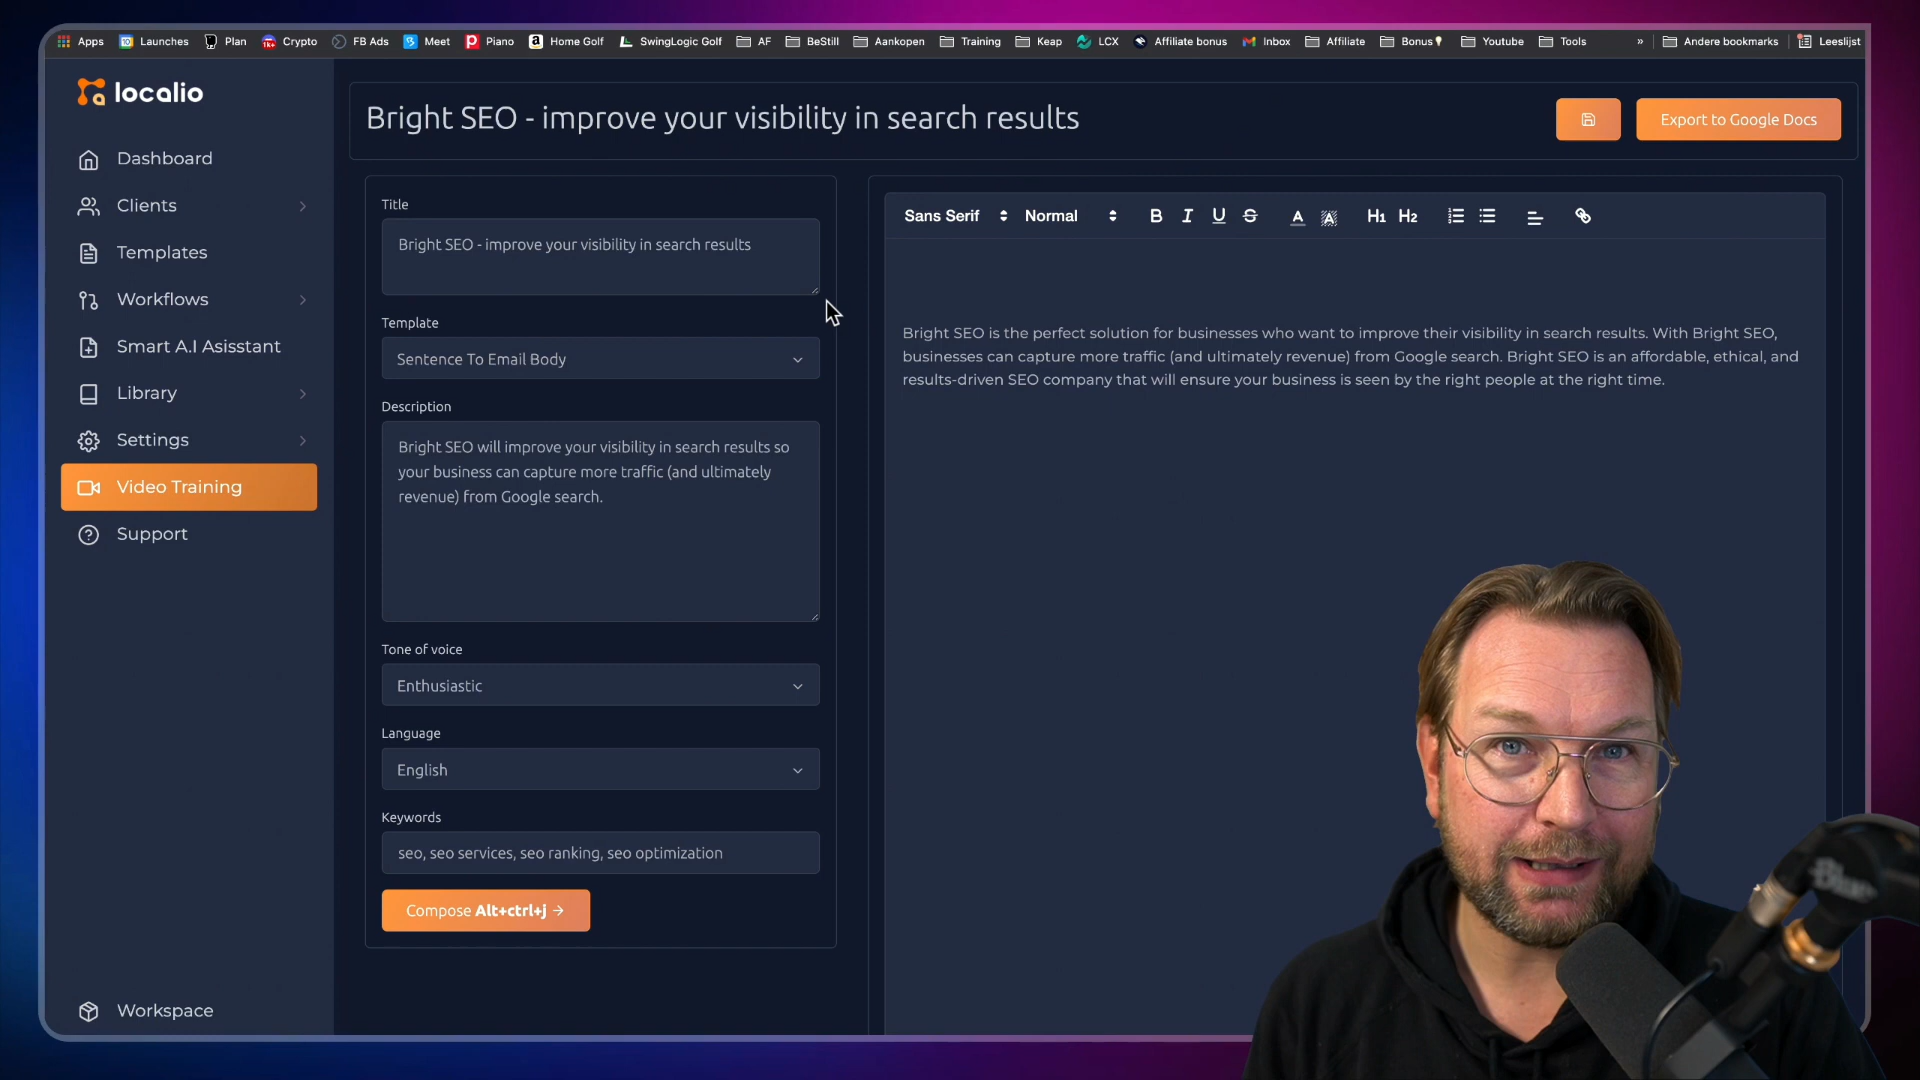 Apps
Launches
Plan
Crypto
FB Ads
Meet
Piano
Home Golf
SwingLogic Golf
AF
BeStill
Aankopen
Training
Keap
LCX
Affiliate bonus
Inbox
Affiliate
Bonus
Youtube
Tools
»
Andere bookmarks
Leeslijst
localio
Dashboard
Clients
Templates
Workflows
Smart A.I Asisstant
Library
Settings
Video Training
Support
Workspace
Bright SEO - improve your visibility in search results
Export to Google Docs
Title
Bright SEO - improve your visibility in search results
Template
Sentence To Email Body
Description
Bright SEO will improve your visibility in search results so
your business can capture more traffic (and ultimately
revenue) from Google search.
Tone of voice
Enthusiastic
Language
English
Keywords
seo, seo services, seo ranking, seo optimization
Compose Alt+ctrl+j →
Sans Serif
Normal
B
I
U
S
A
A
H1
H2
Bright SEO is the perfect solution for businesses who want to improve their visibility in search results. With Bright SEO,
businesses can capture more traffic (and ultimately revenue) from Google search. Bright SEO is an affordable, ethical, and
results-driven SEO company that will ensure your business is seen by the right people at the right time.
Blue